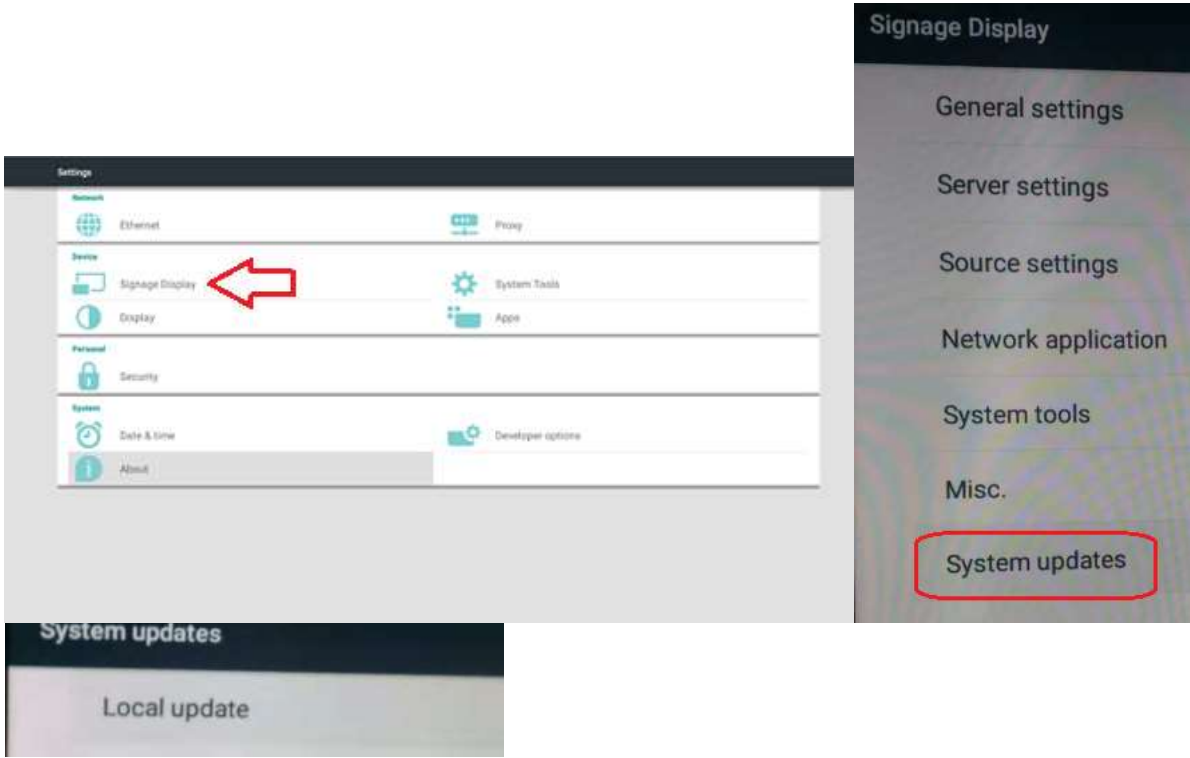 Settings
Network
Ethernet
Proxy
Device
Signage Display
System Tools
Display
Apps
Personal
Security
System
Date & time
Developer options
About
Signage Display
General settings
Server settings
Source settings
Network application
System tools
Misc.
System updates
System updates
Local update